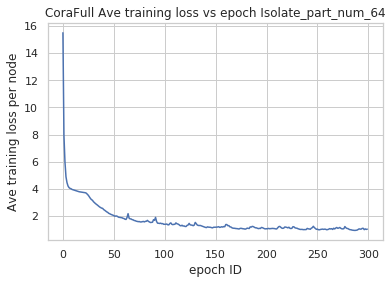 CoraFull Ave training loss vs epoch Isolate_part_num_64
Ave training loss per node
16
14
12
10
8
6
4
2
0 50 100 150 200 250 300
epoch ID